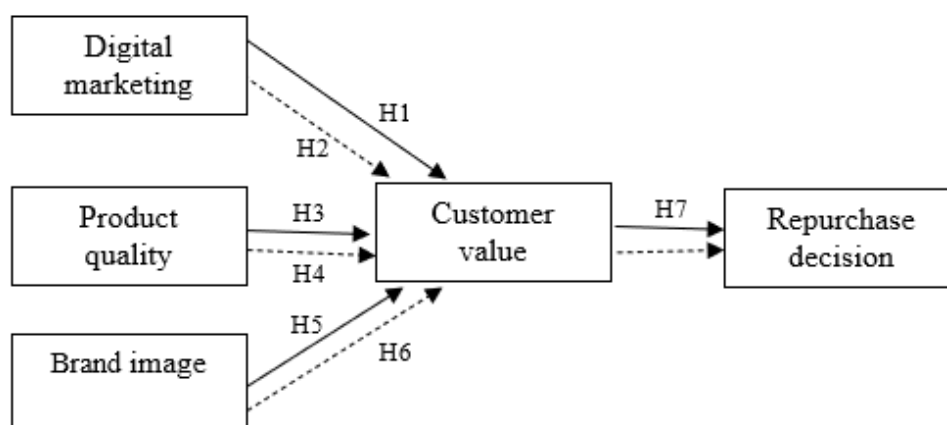 Digital
marketing
H1
H2
Product
quality
H3
H4
Customer
value
H7
Repurchase
decision
H5
Brand image
H6